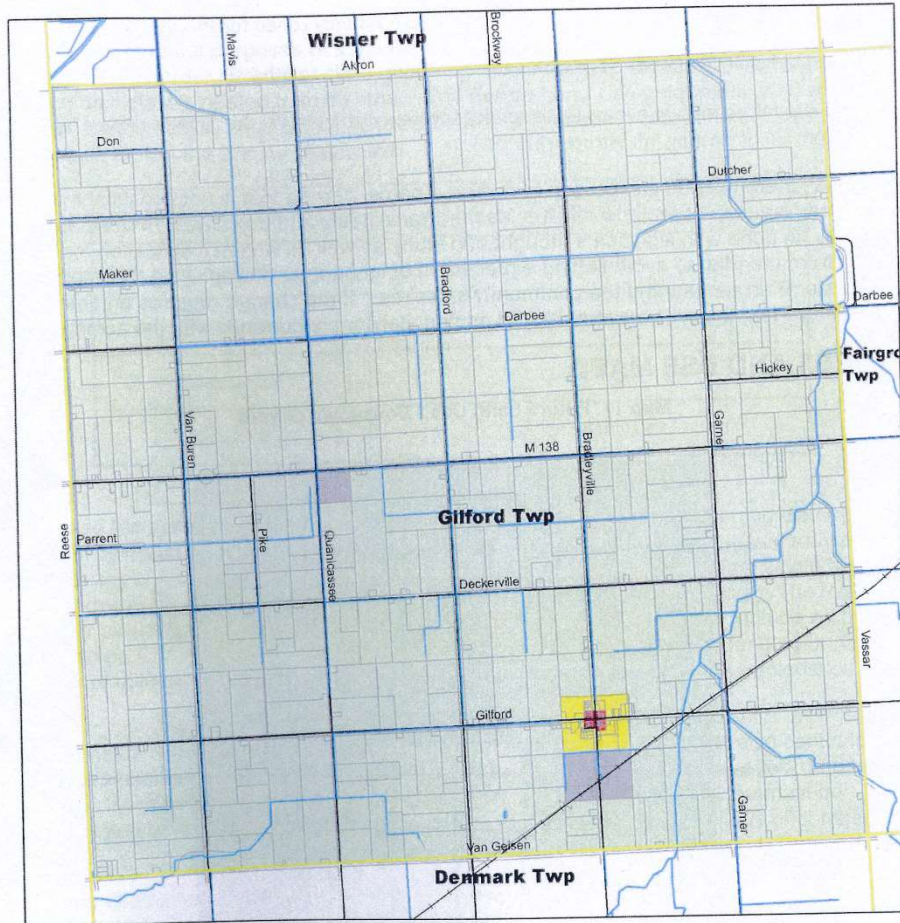 Mavis
Wisner Twp
Brockway
Akron
Don
Dutcher
Maker
Bradford
Darbee
Darbee
Fairgro
Twp
Hickey
Van Buren
Garner
Bradleyville
M 138
Gilford Twp
Reese
Parrent
Pike
Quanicassee
Deckerville
Vassar
Gilford
Garner
Van Geisen
Denmark Twp